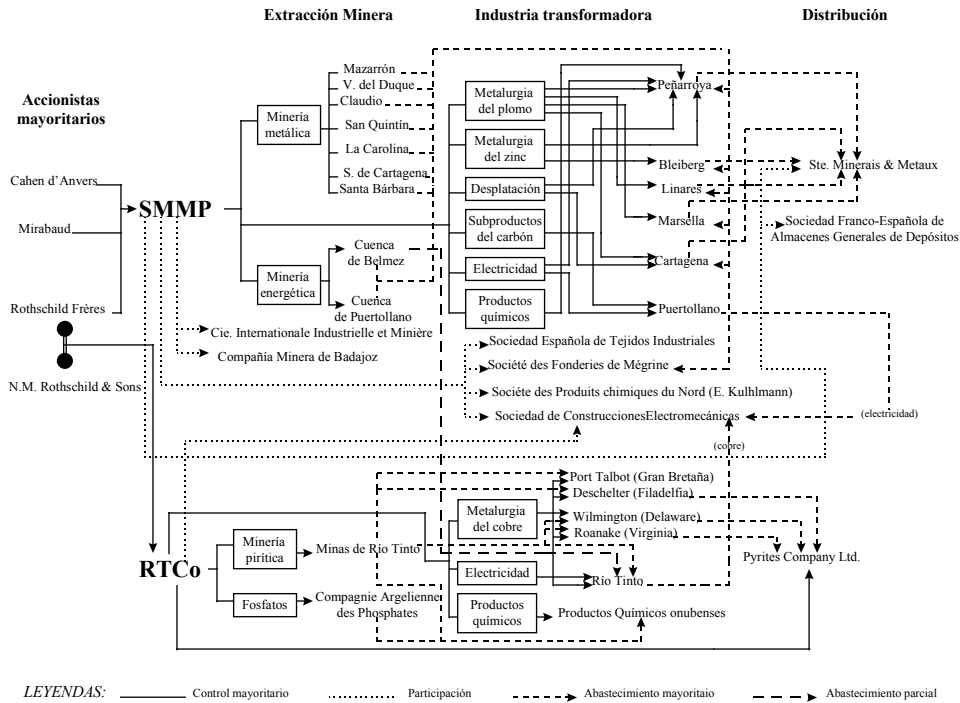 Extracción Minera
Industria transformadora
Distribución
Accionistas
mayoritarios
Cahen d’Anvers
Mirabaud
Rothschild Frères
N.M. Rothschild & Sons
SMMP
RTCo
Minería
metálica
Mazarrón
V. del Duque
Claudio
San Quintín
La Carolina
S. de Cartagena
Santa Bárbara
Minería
energética
Cuenca
de Belmez
Cuenca
de Puertollano
Cie. Internationale Industrielle et Minière
Compañía Minera de Badajoz
Metalurgia
del plomo
Metalurgia
del zinc
Desplatación
Subproductos
del carbón
Electricidad
Productos
químicos
Peñarroya
Bleiberg
Linares
Marsella
Cartagena
Puertollano
Ste. Minerais & Metaux
Sociedad Franco-Española de
Almacenes Generales de Depósitos
Sociedad Española de Tejidos Industriales
Société des Fonderies de Mégrine
Sociéte des Produits chimiques du Nord (E. Kulhlmann)
Sociedad de ConstruccionesElectromecánicas
(electricidad)
(cobre)
Minería
pirítica
Minas de Río Tinto
Fosfatos
Compagnie Argelienne
des Phosphates
Metalurgia
del cobre
Electricidad
Productos
químicos
Port Talbot (Gran Bretaña)
Deschelter (Filadelfia)
Wilmington (Delaware)
Roanake (Virginia)
Río Tinto
Productos Químicos onubenses
Pyrites Company Ltd.
LEYENDAS:
Control mayoritario
Participación
Abastecimiento mayoritaio
Abastecimiento parcial